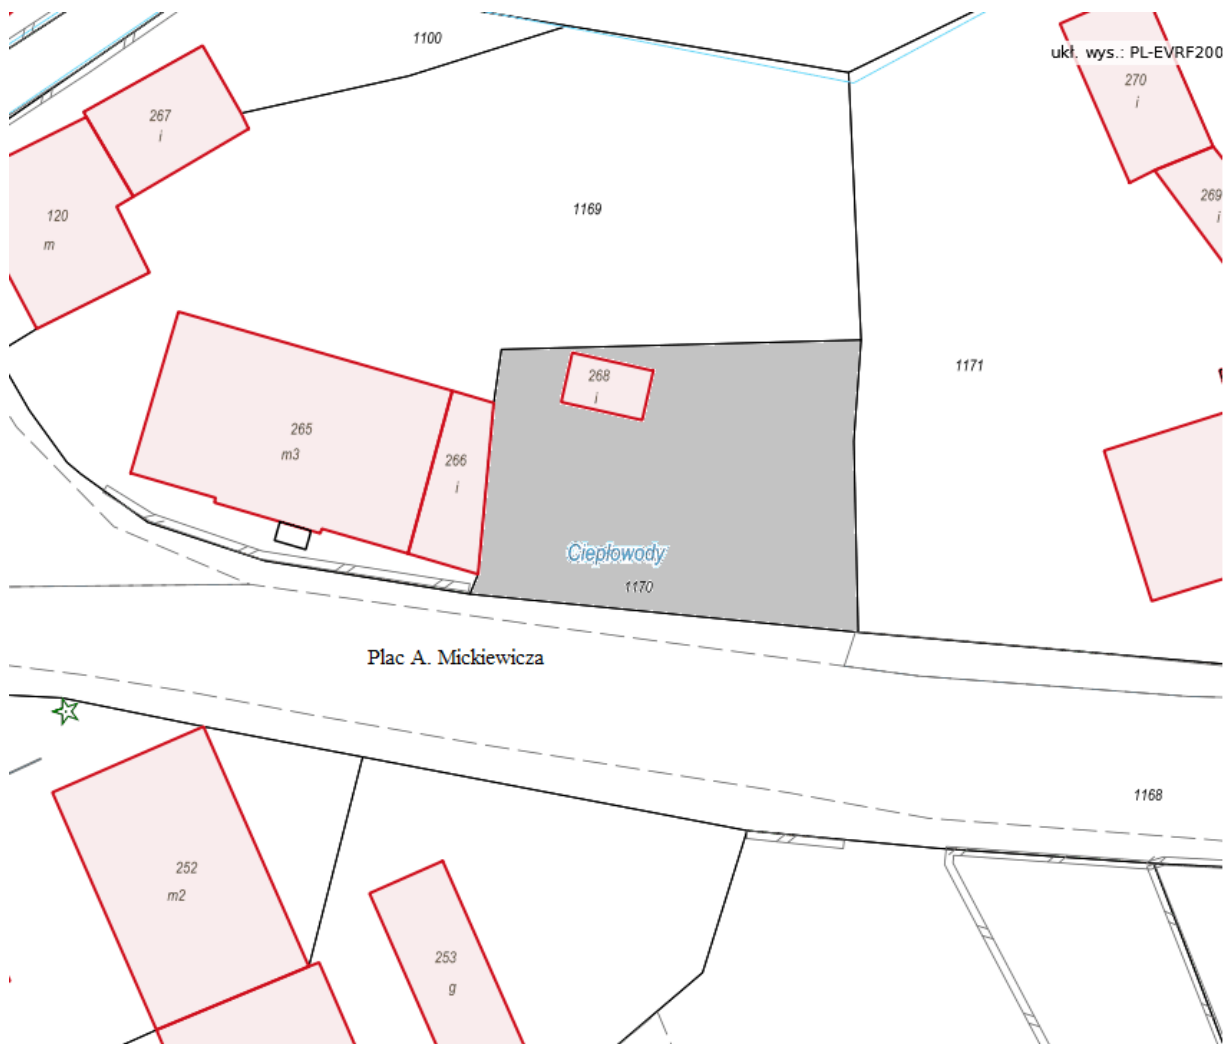 1100
ukł. wys.: PL-EVRF200
270
i
267
i
269
i
1169
120
m
1171
268
i
265
m3
266
i
Ciepłowody
1170
Plac A. Mickiewicza
1168
252
m2
253
g